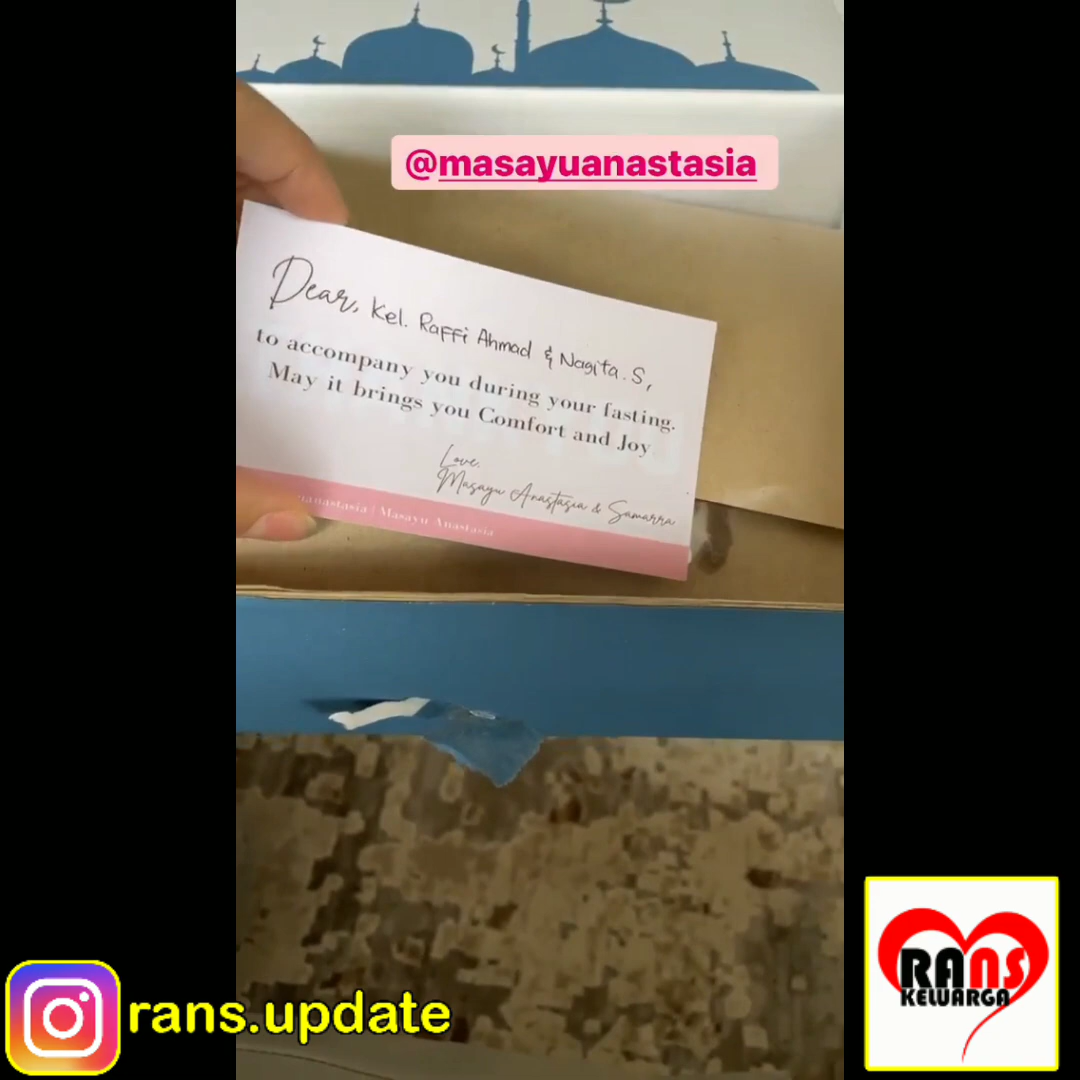 @masayuanastasia
Dear, Kel. Raffi Ahmad & Nagita. S,
to accompany you during your fasting.
May it brings you Comfort and Joy
Love,
Masayu Anastasia & Samarra
| Masayu Anastasia
rans.update
RANS
KELUARGA